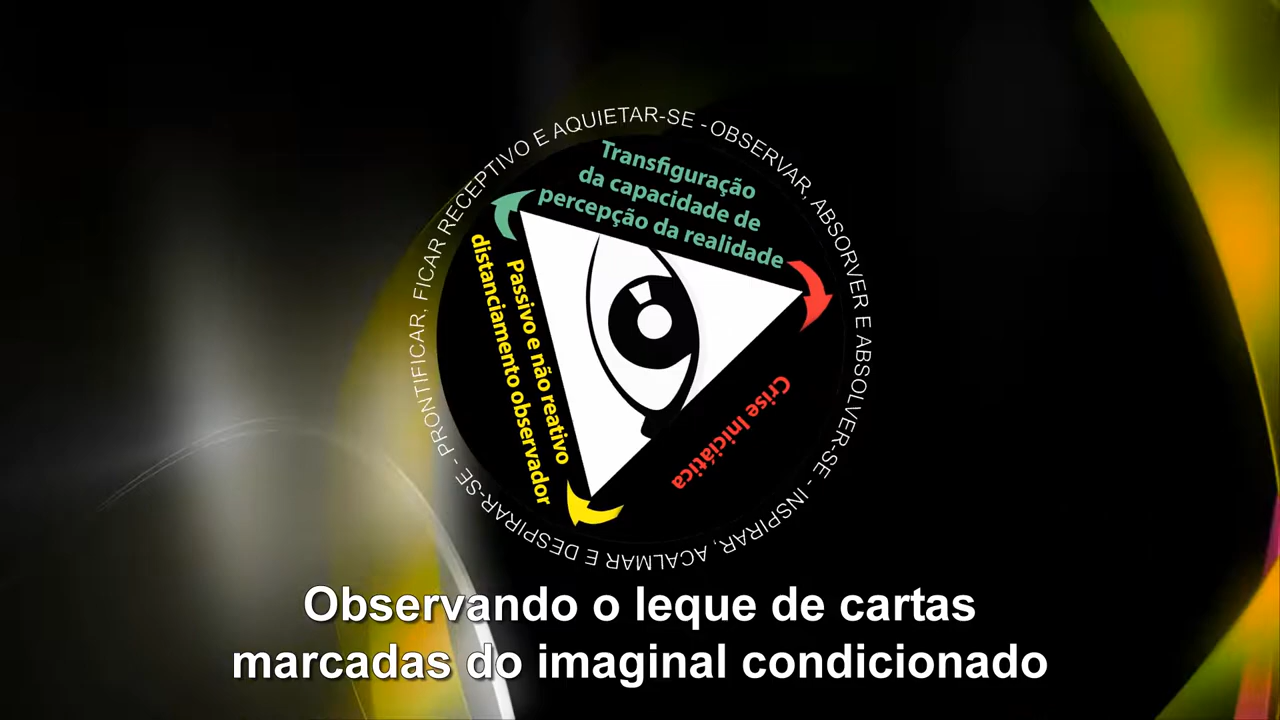 PRONTIFICAR, FICAR RECEPTIVO E AQUIETAR-SE - OBSERVAR, ABSORVER E ABSOLVER-SE - INSPIRAR, ACALMAR E DESPIRAR-SE -
Transfiguração
da capacidade de
percepção da realidade
Passivo e não reativo
distanciamento observador
Crise Iniciática
Observando o leque de cartas
marcadas do imaginal condicionado